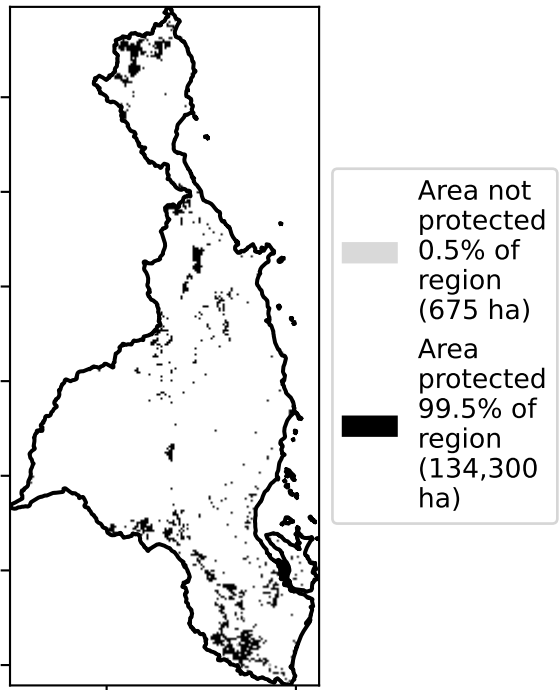 Area not
protected
0.5% of
region
(675 ha)
Area
protected
99.5% of
region
(134,300
ha)